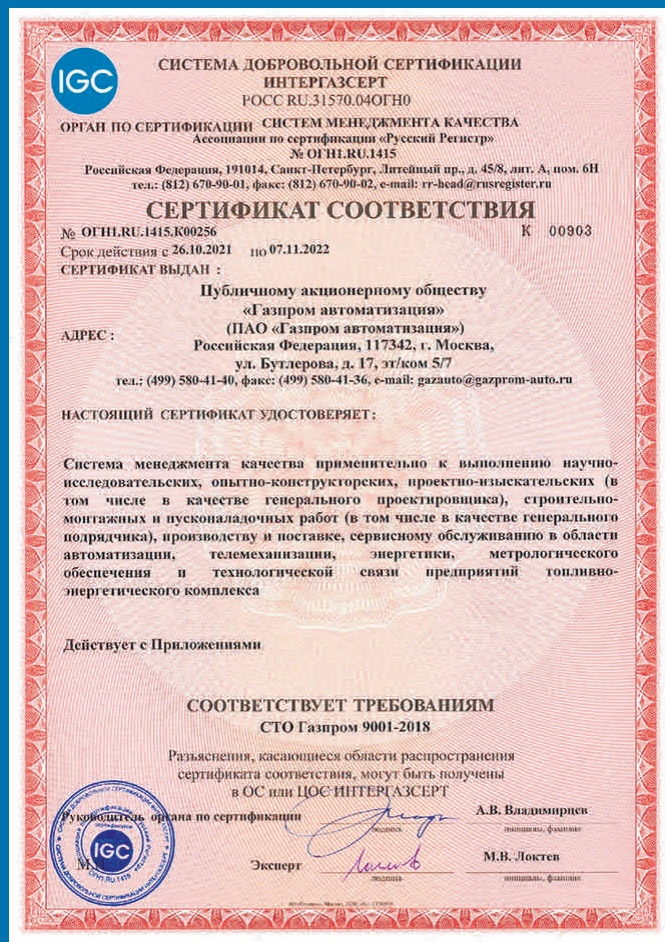 IGC
СИСТЕМА ДОБРОВОЛЬНОЙ СЕРТИФИКАЦИИ
ИНТЕРГАЗСЕРТ
РОСС RU.31570.04ОГН0
ОРГАН ПО СЕРТИФИКАЦИИ СИСТЕМ МЕНЕДЖМЕНТА КАЧЕСТВА
Ассоциации по сертификации «Русский Регистр»
№ ОГН1.RU.1415
Российская Федерация, 191014, Санкт-Петербург, Литейный пр., д. 45/8, лит. А, пом. 6Н
тел.: (812) 670-90-01, факс: (812) 670-90-02, e-mail: rr-head@rusregister.ru
СЕРТИФИКАТ СООТВЕТСТВИЯ
№ ОГН1.RU.1415.К00256 К 00903
Срок действия с 26.10.2021 по 07.11.2022
СЕРТИФИКАТ ВЫДАН :
Публичному акционерному обществу
«Газпром автоматизация»
(ПАО «Газпром автоматизация»)
АДРЕС :
Российская Федерация, 117342, г. Москва,
ул. Бутлерова, д. 17, эт/ком 5/7
тел.: (499) 580-41-40, факс: (499) 580-41-36, e-mail: gazauto@gazprom-auto.ru
НАСТОЯЩИЙ СЕРТИФИКАТ УДОСТОВЕРЯЕТ :
Система менеджмента качества применительно к выполнению научно-
исследовательских, опытно-конструкторских, проектно-изыскательских (в
том числе в качестве генерального проектировщика), строительно-
монтажных и пусконаладочных работ (в том числе в качестве генерального
подрядчика), производству и поставке, сервисному обслуживанию в области
автоматизации, телемеханизации, энергетики, метрологического
обеспечения и технологической связи предприятий топливно-
энергетического комплекса
Действует с Приложениями
СООТВЕТСТВУЕТ ТРЕБОВАНИЯМ
СТО Газпром 9001-2018
Разъяснения, касающиеся области распространения
сертификата соответствия, могут быть получены
в ОС или ЦОС ИНТЕРГАЗСЕРТ
Руководитель органа по сертификации А.В. Владимирцев
подпись инициалы, фамилия
М.П.
IGC
ОГН1.RU.1415
Эксперт М.В. Локтев
подпись инициалы, фамилия